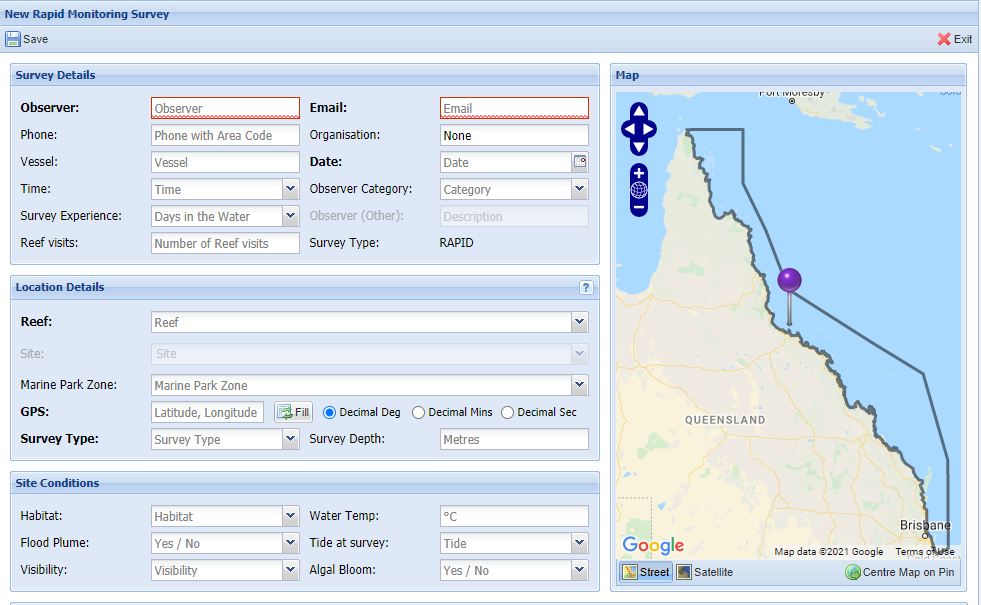 New Rapid Monitoring Survey
Save Exit
Survey Details
Observer: Observer Email: Email
Phone: Phone with Area Code Organisation: None
Vessel: Vessel Date: Date
Time: Time Observer Category: Category
Survey Experience: Days in the Water Observer (Other): Description
Reef visits: Number of Reef visits Survey Type: RAPID
Location Details ?
Reef: Reef
Site: Site
Marine Park Zone: Marine Park Zone
GPS: Latitude, Longitude Fill Decimal Deg Decimal Mins Decimal Sec
Survey Type: Survey Type Survey Depth: Metres
Site Conditions
Habitat: Habitat Water Temp: °C
Flood Plume: Yes / No Tide at survey: Tide
Visibility: Visibility Algal Bloom: Yes / No
Map
Port Moresby
QUEENSLAND
Brisbane
Google Map data ©2021 Google Terms of Use
Street Satellite Centre Map on Pin